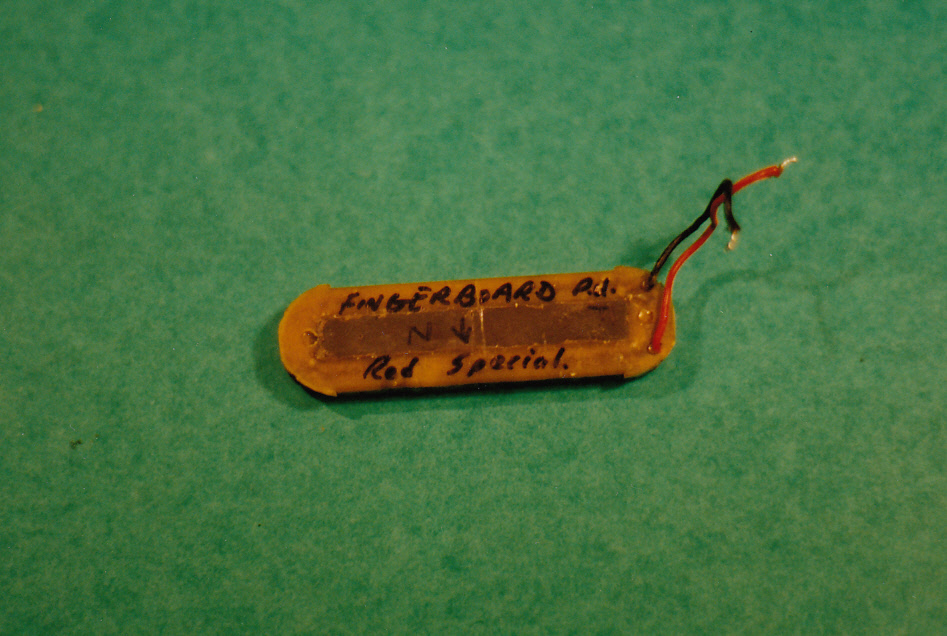 FINGERBOARD P.U.
N ↓
Red Special.